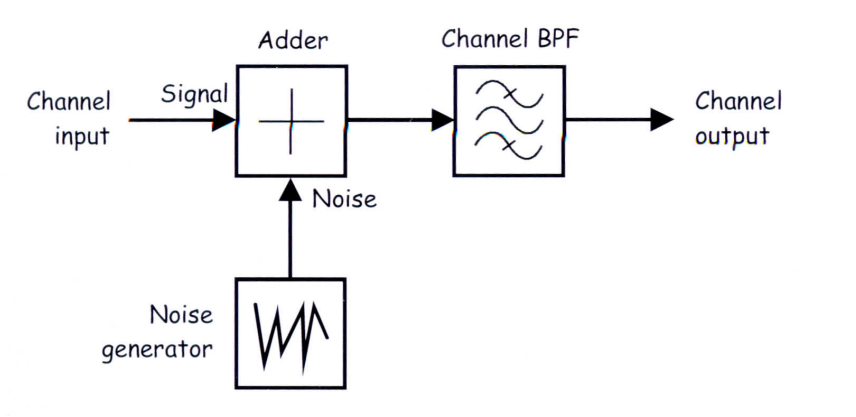 Adder
Channel BPF
Channel
input
Signal
Channel
output
Noise
Noise
generator